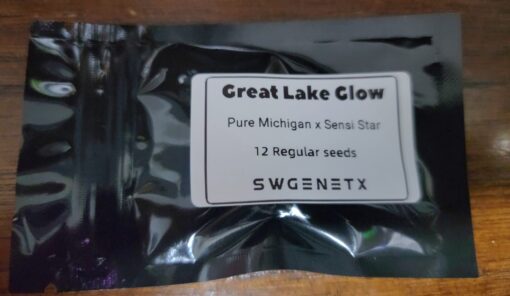 Great Lake Glow
Pure Michigan x Sensi Star
12 Regular seeds
SWGENETX